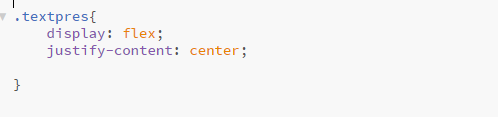 .textpres{
    display: flex;
    justify-content: center;

}